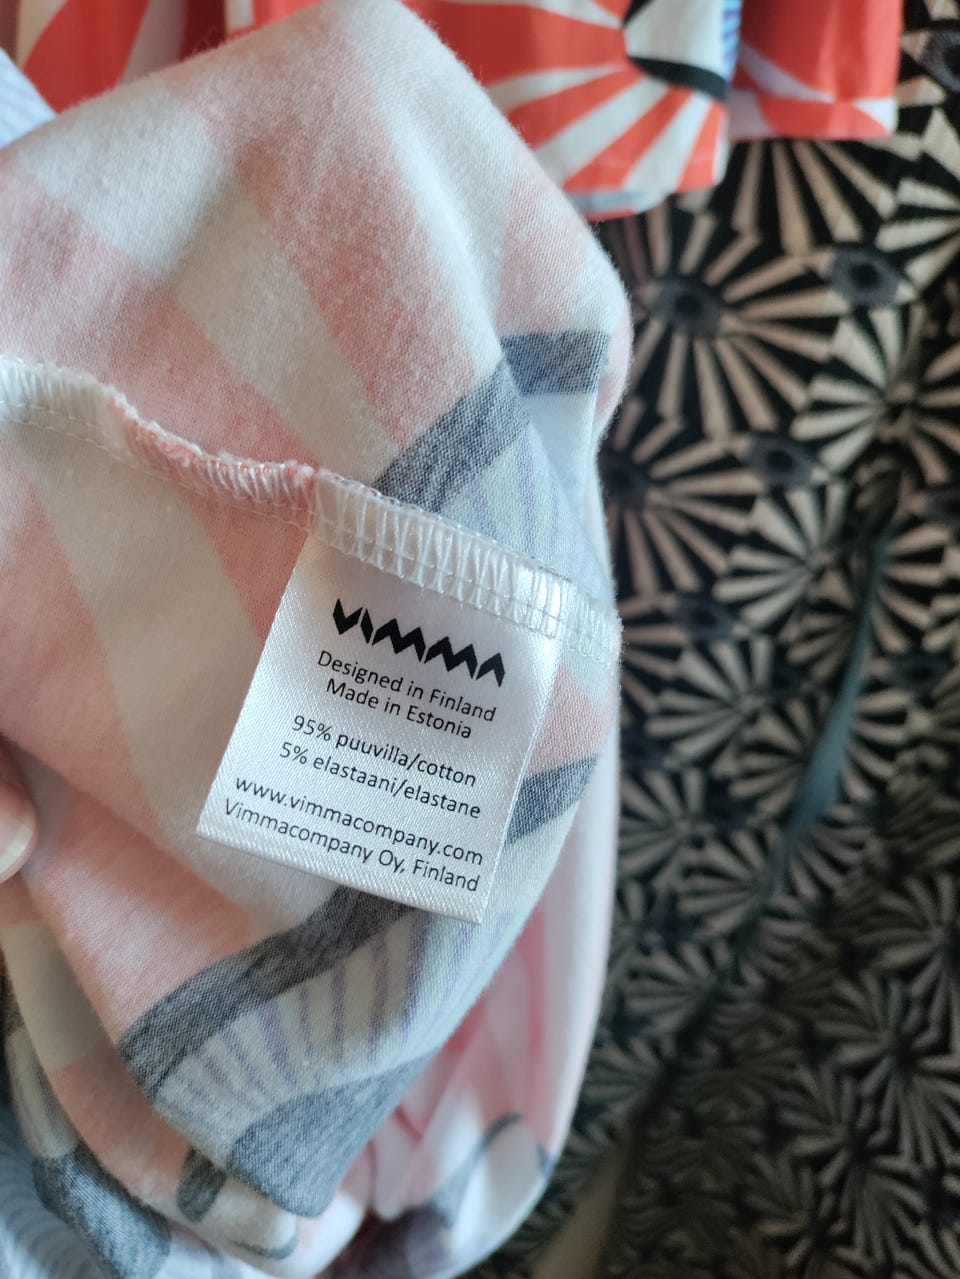 VIMMA
Designed in Finland
Made in Estonia
95% puuvilla/cotton
5% elastaani/elastane
www.vimmacompany.com
Vimmacompany Oy, Finland